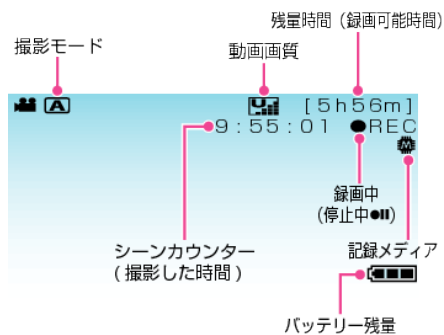 残量時間（録画可能時間）
撮影モード
動画画質
A
[5h56m]
9:55:01 ●REC
M
録画中
(停止中●II)
シーンカウンター
(撮影した時間)
記録メディア
バッテリー残量